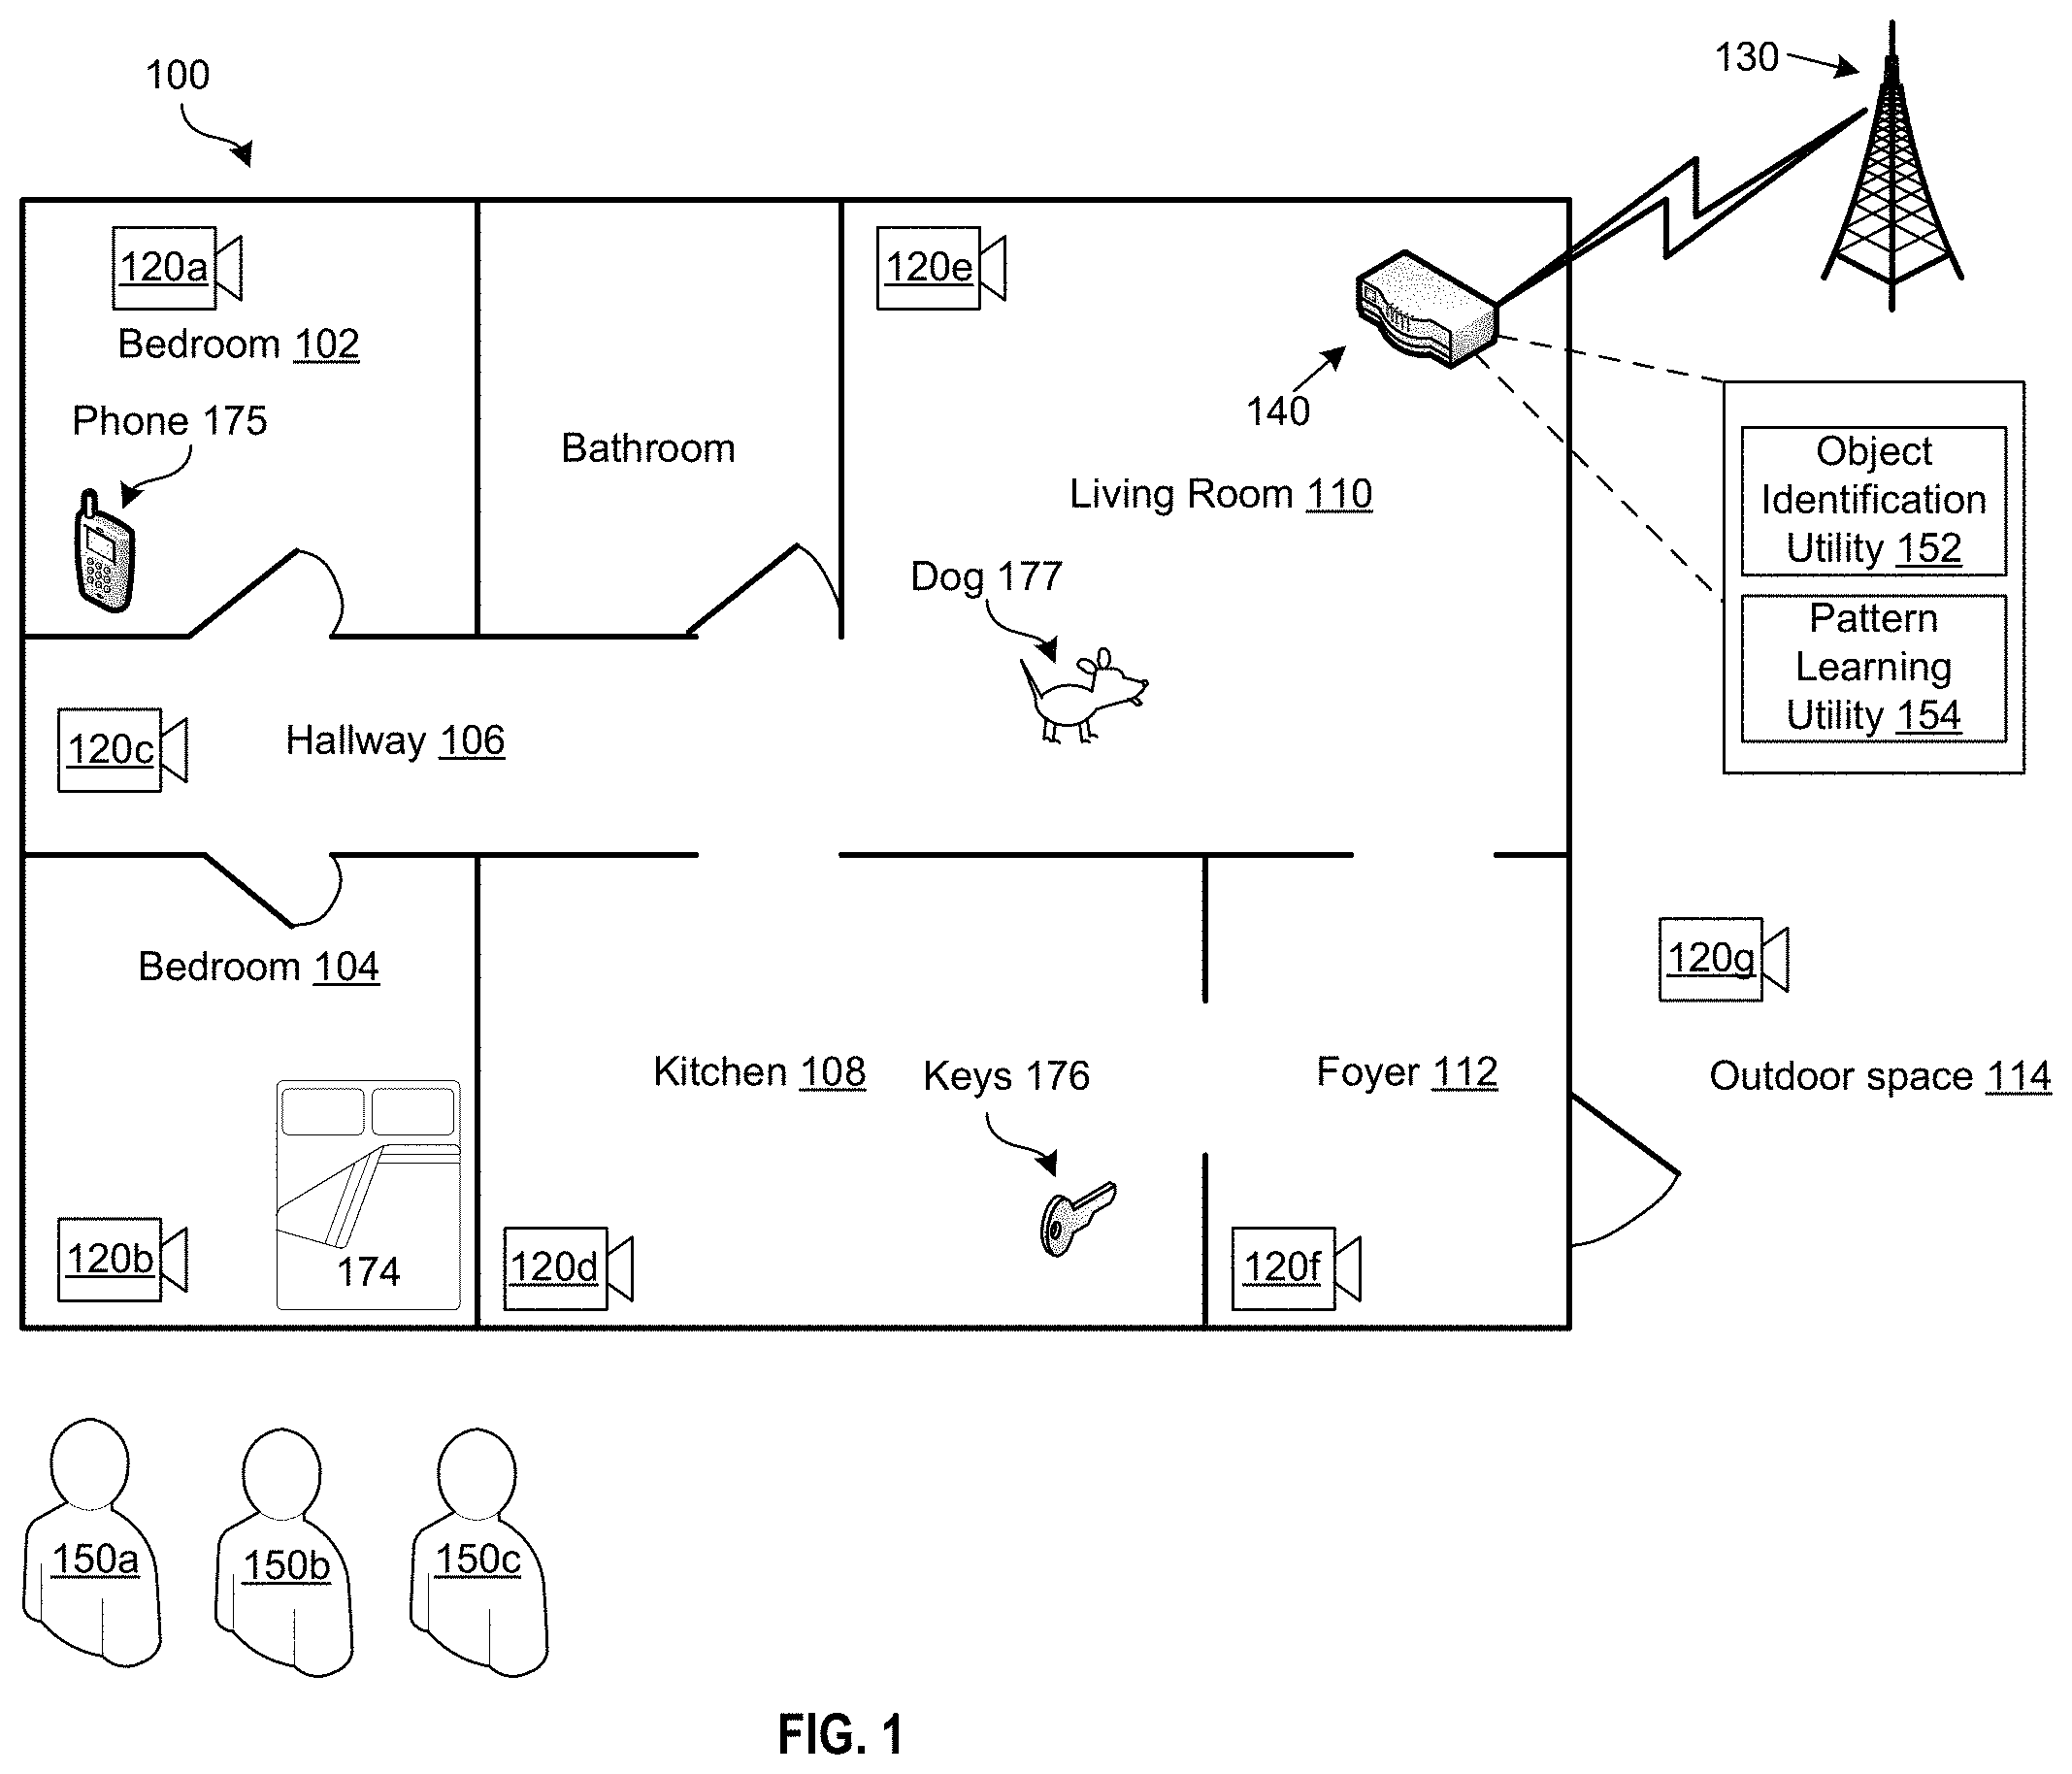 100
130
120a
120e
Bedroom 102
140
Phone 175
Bathroom
Object
Identification
Utility 152
Living Room 110
Dog 177
Pattern
Learning
Utility 154
120c
Hallway 106
120g
Bedroom 104
Kitchen 108
Keys 176
Foyer 112
Outdoor space 114
120b
174
120d
120f
150a
150b
150c
FIG. 1